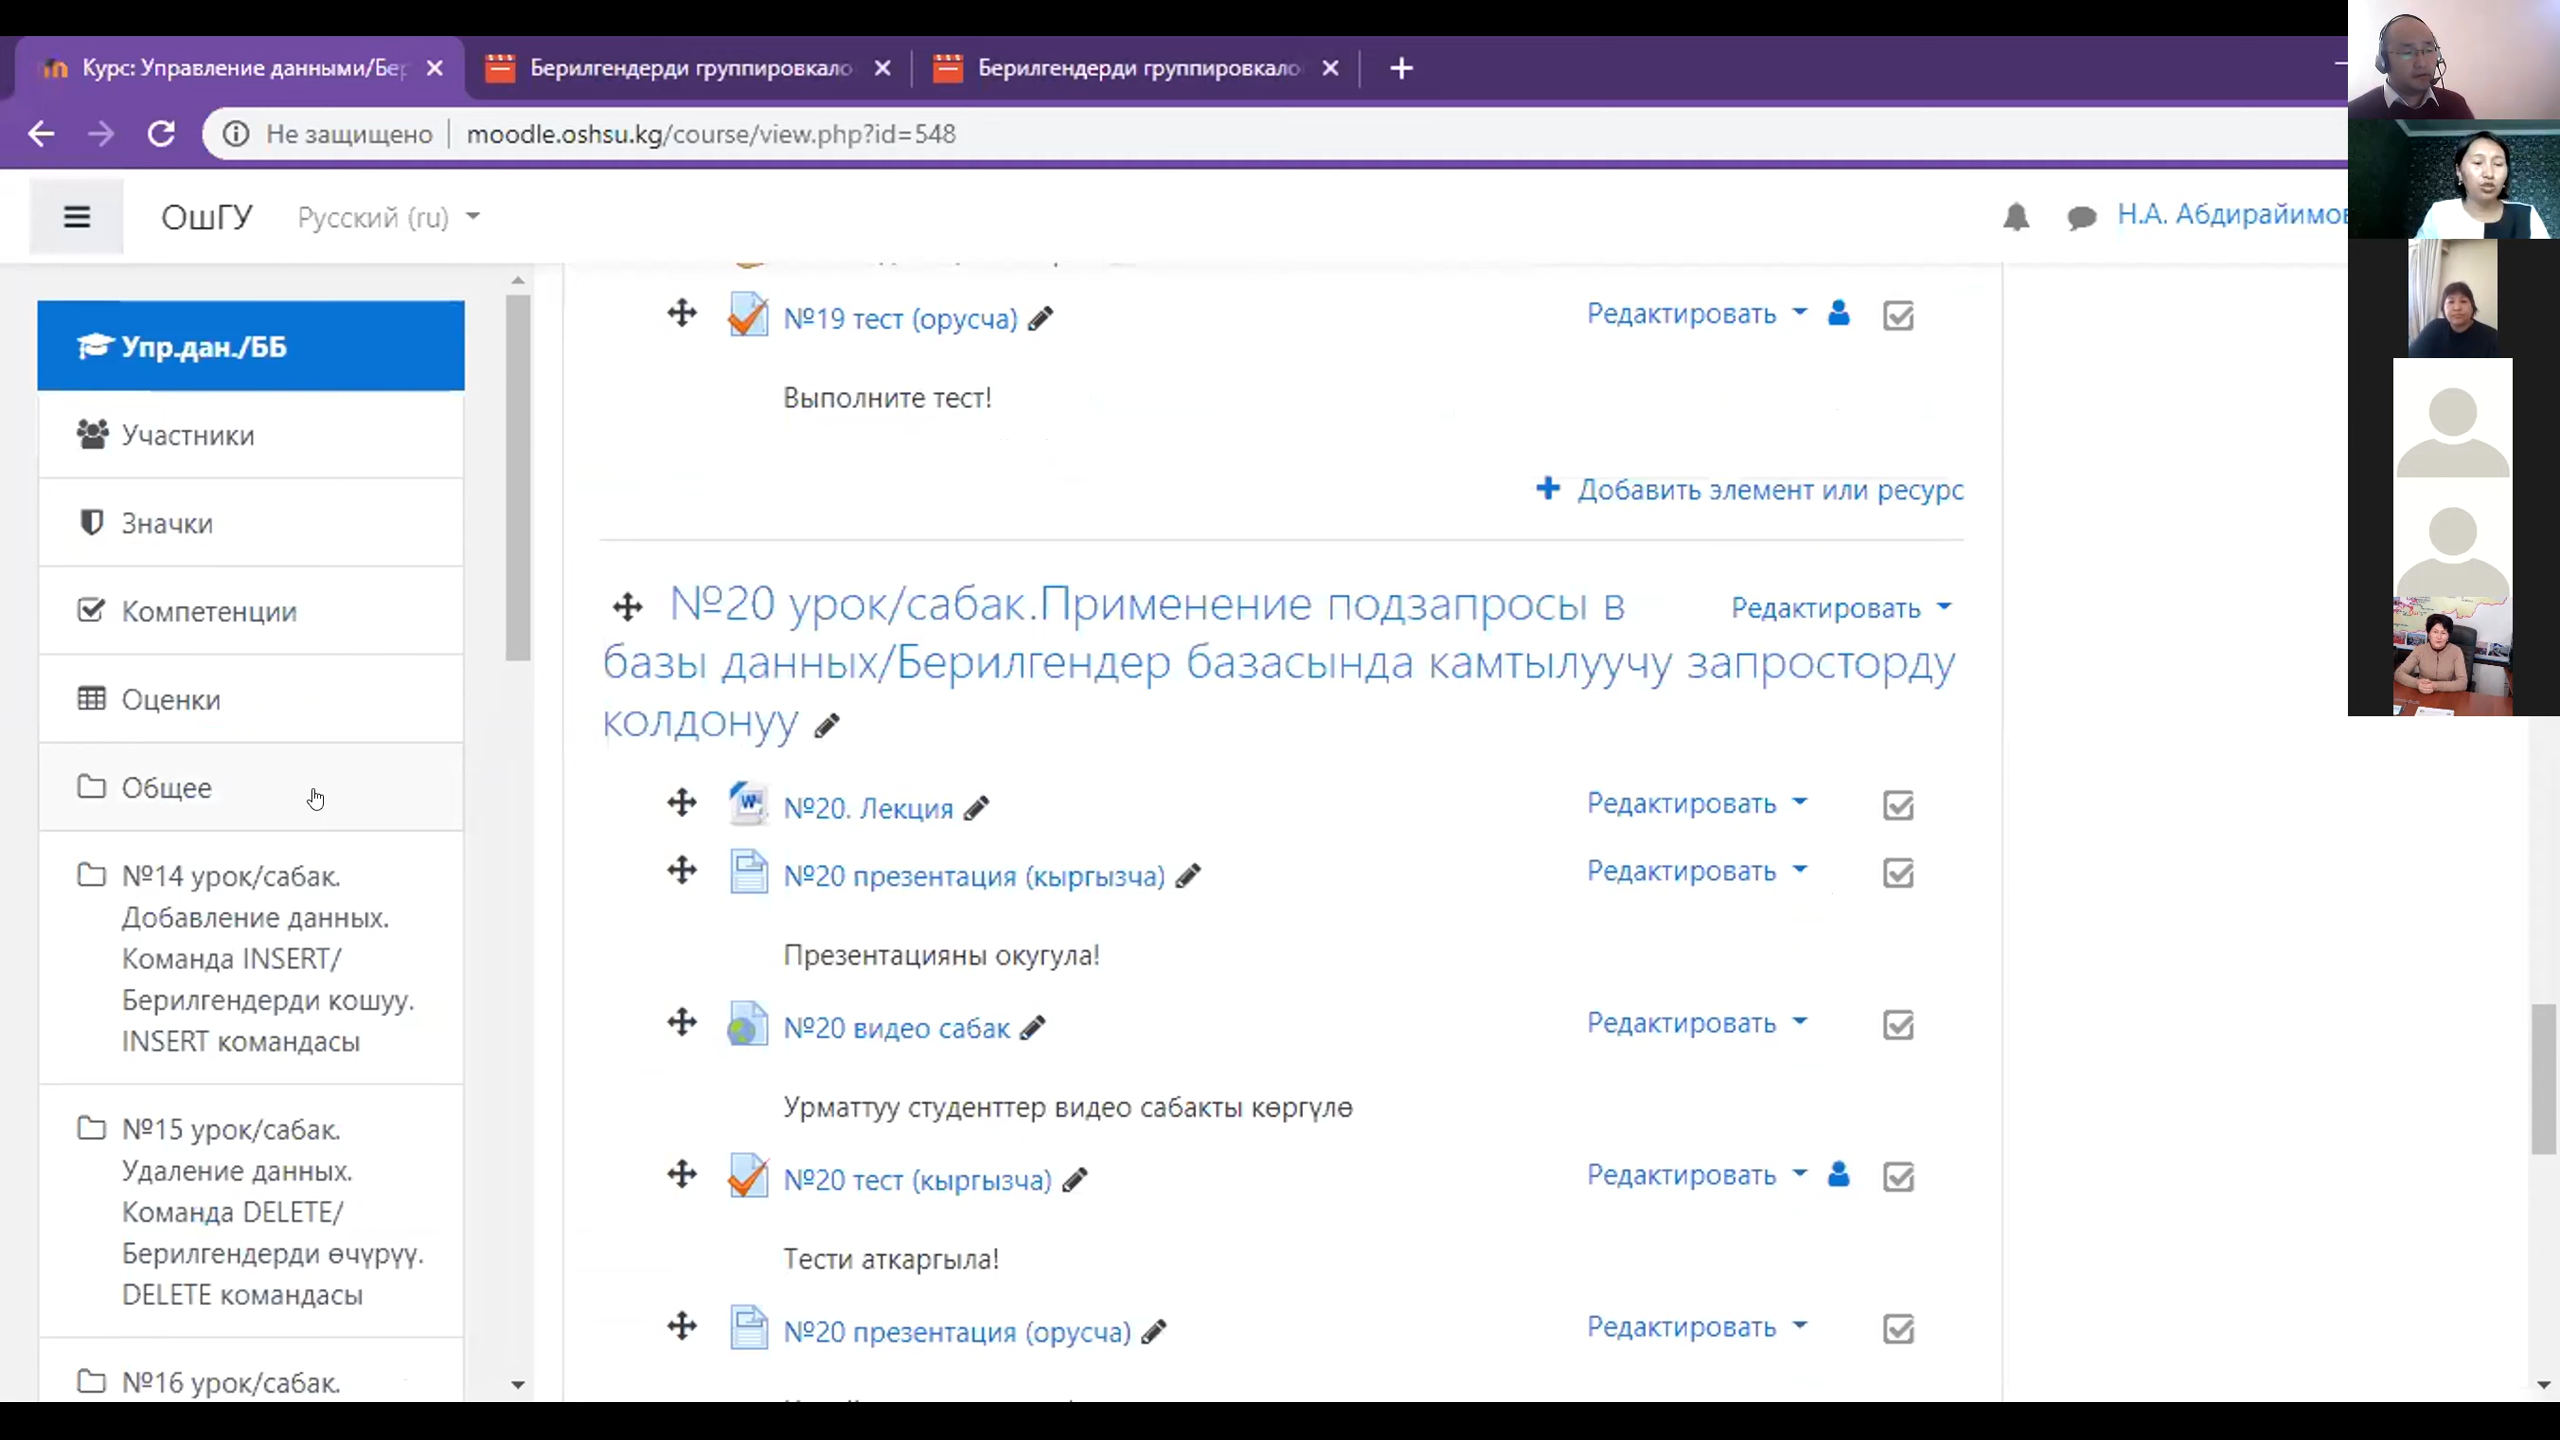 Курс: Управление данными/Бер
Берилгендерди группировкало
Берилгендерди группировкало
Не защищено
moodle.oshsu.kg/course/view.php?id=548
ОшГУ
Русский (ru)
Н.А. Абдирайимов
Упр.дан./ББ
Участники
Значки
Компетенции
Оценки
Общее
№14 урок/сабак.
Добавление данных.
Команда INSERT/
Берилгендерди кошуу.
INSERT командасы
№15 урок/сабак.
Удаление данных.
Команда DELETE/
Берилгендерди өчүрүү.
DELETE командасы
№16 урок/сабак.
№19 тест (орусча)
Редактировать
Выполните тест!
Добавить элемент или ресурс
№20 урок/сабак.Применение подзапросы в
базы данных/Берилгендер базасында камтылуучу запросторду
колдонуу
Редактировать
№20. Лекция
Редактировать
№20 презентация (кыргызча)
Редактировать
Презентацияны окугула!
№20 видео сабак
Редактировать
Урматтуу студенттер видео сабакты көргүлө
№20 тест (кыргызча)
Редактировать
Тести аткаргыла!
№20 презентация (орусча)
Редактировать